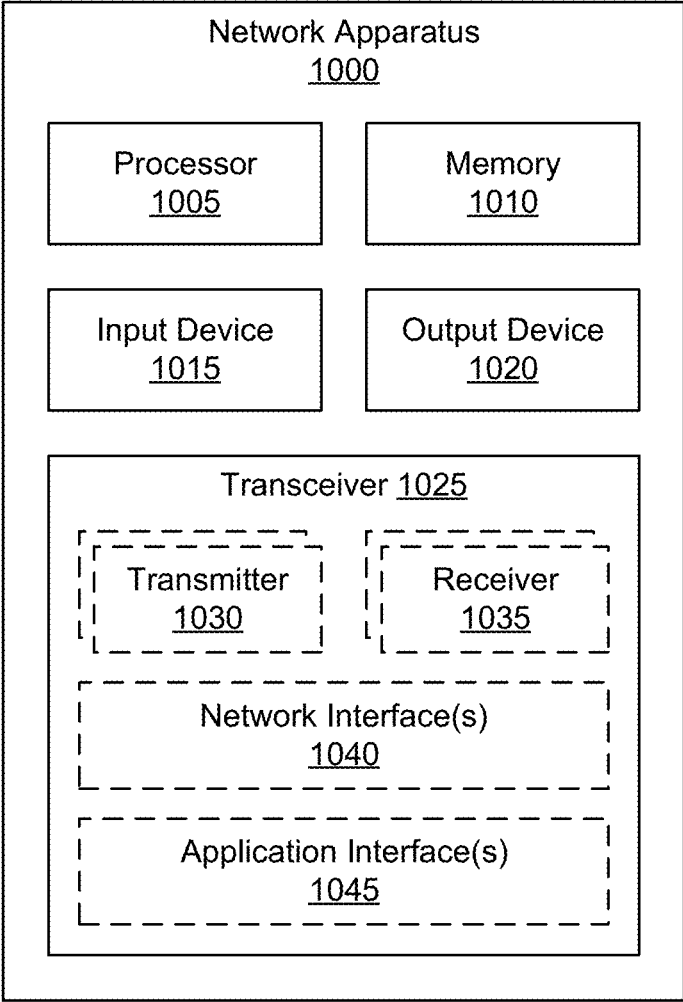 Network Apparatus
1000
Processor
1005
Memory
1010
Input Device
1015
Output Device
1020
Transceiver 1025
Transmitter
1030
Receiver
1035
Network Interface(s)
1040
Application Interface(s)
1045